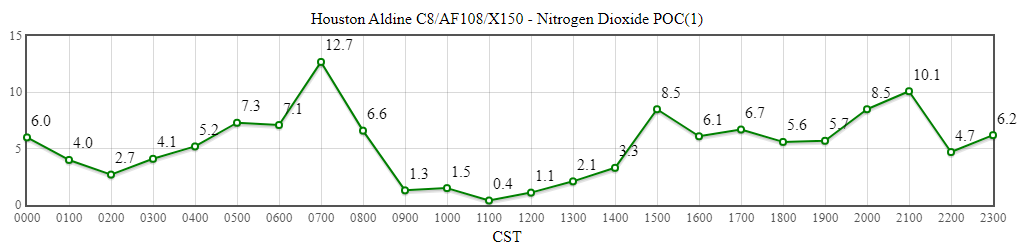 Houston Aldine C8/AF108/X150 - Nitrogen Dioxide POC(1)
15
10
5
0
6.0 4.0 2.7 4.1 5.2 7.3 7.1 12.7 6.6 1.3 1.5 0.4 1.1 2.1 3.3 8.5 6.1 6.7 5.6 5.7 8.5 10.1 4.7 6.2
0000 0100 0200 0300 0400 0500 0600 0700 0800 0900 1000 1100 1200 1300 1400 1500 1600 1700 1800 1900 2000 2100 2200 2300
CST